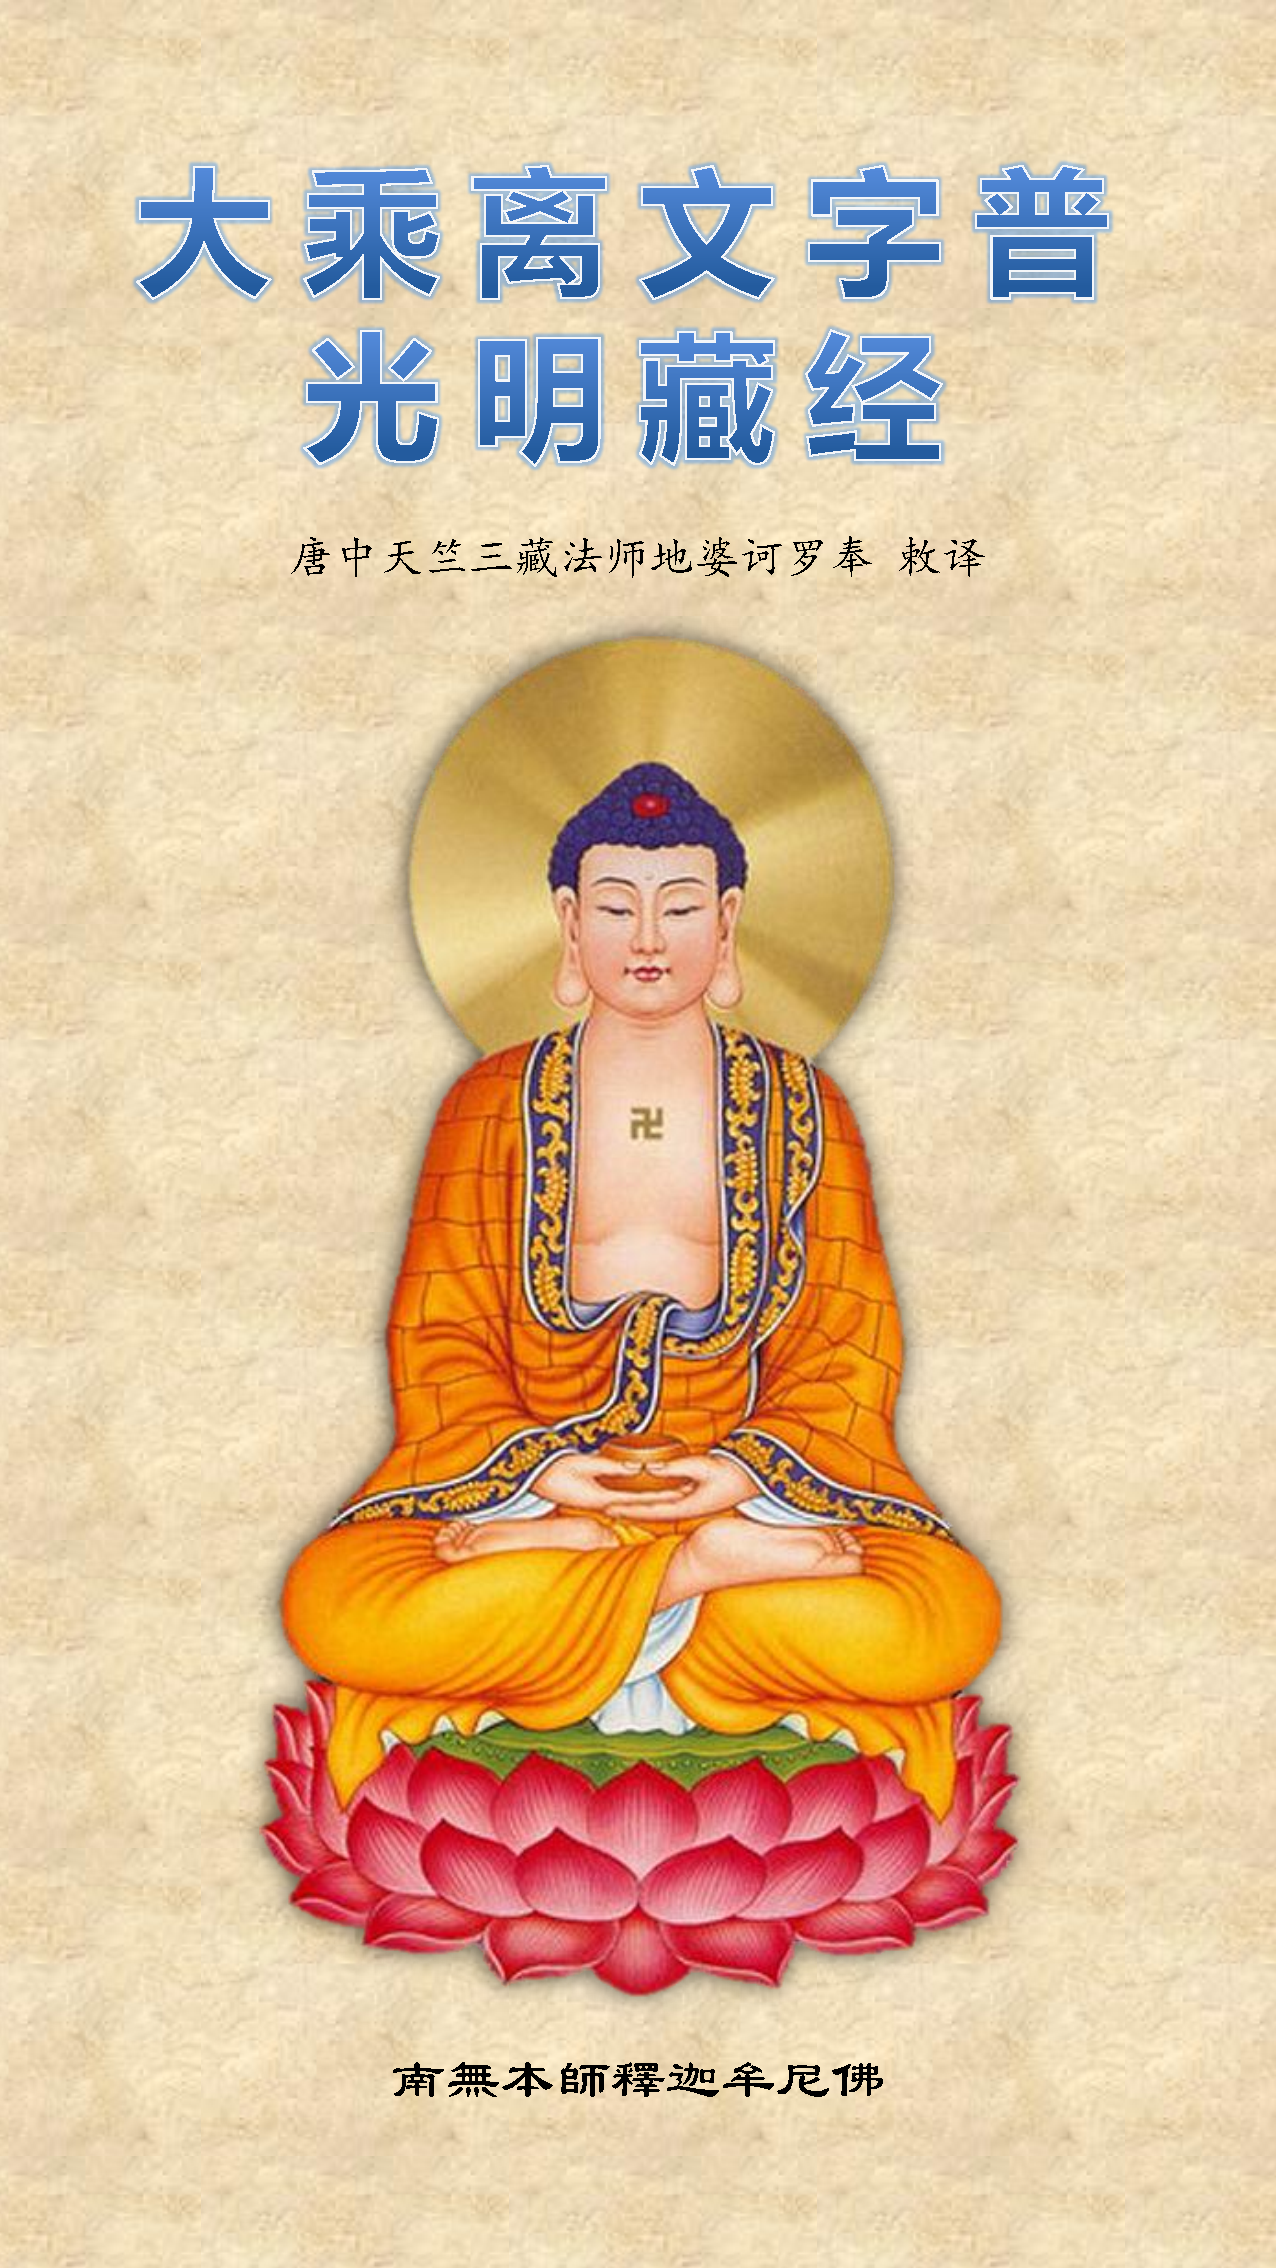 大乘离文字普
光明藏经
唐中天竺三藏法师地婆诃罗奉 敕译
卍
南無本師釋迦牟尼佛